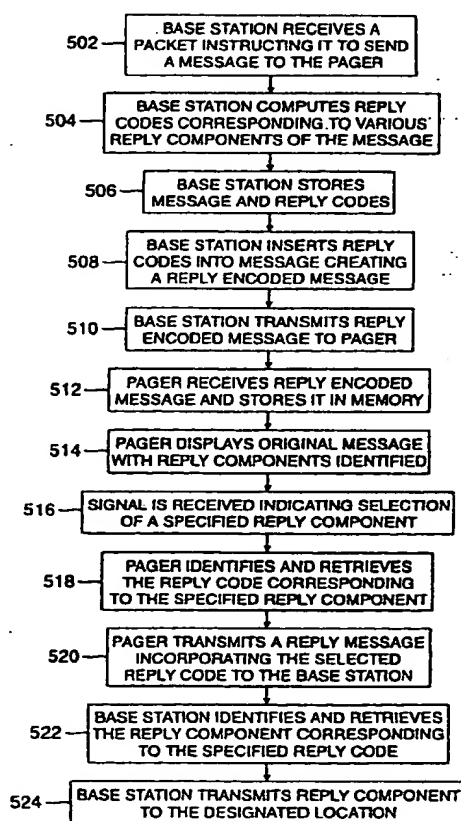 502
BASE STATION RECEIVES A
PACKET INSTRUCTING IT TO SEND
A MESSAGE TO THE PAGER
504
BASE STATION COMPUTES REPLY
CODES CORRESPONDING TO VARIOUS
REPLY COMPONENTS OF THE MESSAGE
506
BASE STATION STORES
MESSAGE AND REPLY CODES
508
BASE STATION INSERTS REPLY
CODES INTO MESSAGE CREATING
A REPLY ENCODED MESSAGE
510
BASE STATION TRANSMITS REPLY
ENCODED MESSAGE TO PAGER
512
PAGER RECEIVES REPLY ENCODED
MESSAGE AND STORES IT IN MEMORY
514
PAGER DISPLAYS ORIGINAL MESSAGE
WITH REPLY COMPONENTS IDENTIFIED
516
SIGNAL IS RECEIVED INDICATING SELECTION
OF A SPECIFIED REPLY COMPONENT
518
PAGER IDENTIFIES AND RETRIEVES
THE REPLY CODE CORRESPONDING
TO THE SPECIFIED REPLY COMPONENT
520
PAGER TRANSMITS A REPLY MESSAGE
INCORPORATING THE SELECTED
REPLY CODE TO THE BASE STATION
522
BASE STATION IDENTIFIES AND RETRIEVES
THE REPLY COMPONENT CORRESPONDING
TO THE SPECIFIED REPLY CODE
524
BASE STATION TRANSMITS REPLY COMPONENT
TO THE DESIGNATED LOCATION